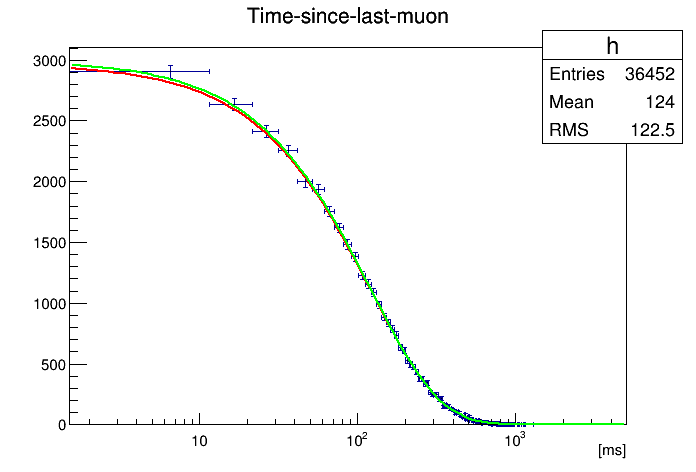 Time-since-last-muon
h
Entries 36452
Mean 124
RMS 122.5
3000
2500
2000
1500
1000
500
0
10
10²
10³
[ms]